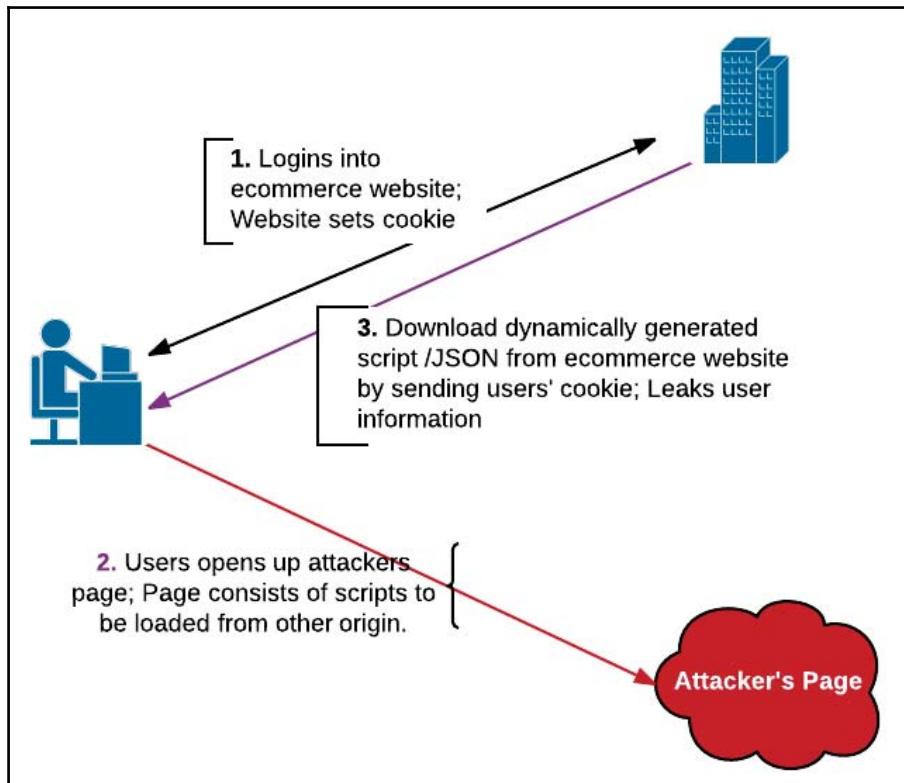 1. Logins into
ecommerce website;
Website sets cookie
3. Download dynamically generated
script /JSON from ecommerce website
by sending users' cookie; Leaks user
information
2. Users opens up attackers
page; Page consists of scripts to
be loaded from other origin.
Attacker's Page